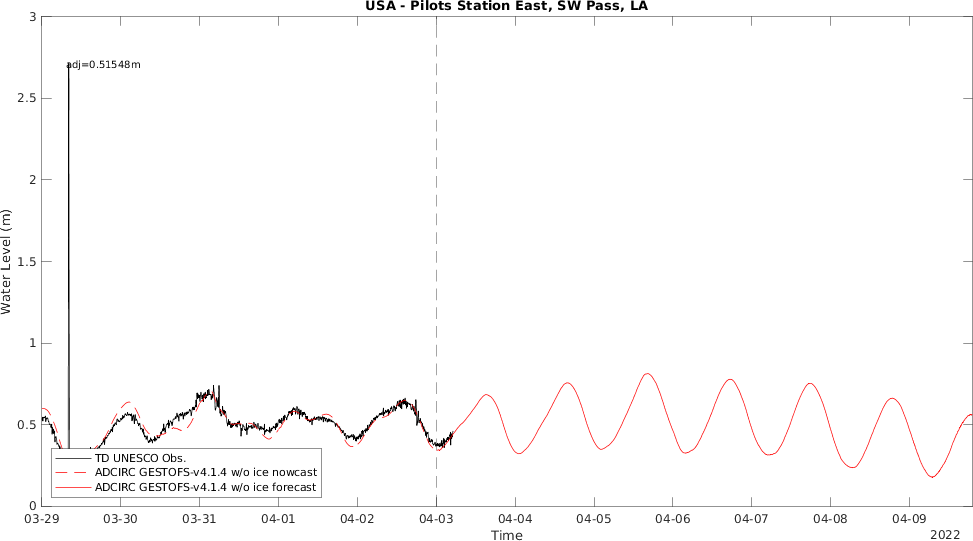 USA - Pilots Station East, SW Pass, LA
3
adj=0.51548m
2.5
2
1.5
1
0.5
0
Water Level (m)
TD UNESCO Obs.
ADCIRC GESTOFS-v4.1.4 w/o ice nowcast
ADCIRC GESTOFS-v4.1.4 w/o ice forecast
03-29 03-30 03-31 04-01 04-02 04-03 04-04 04-05 04-06 04-07 04-08 04-09
Time
2022